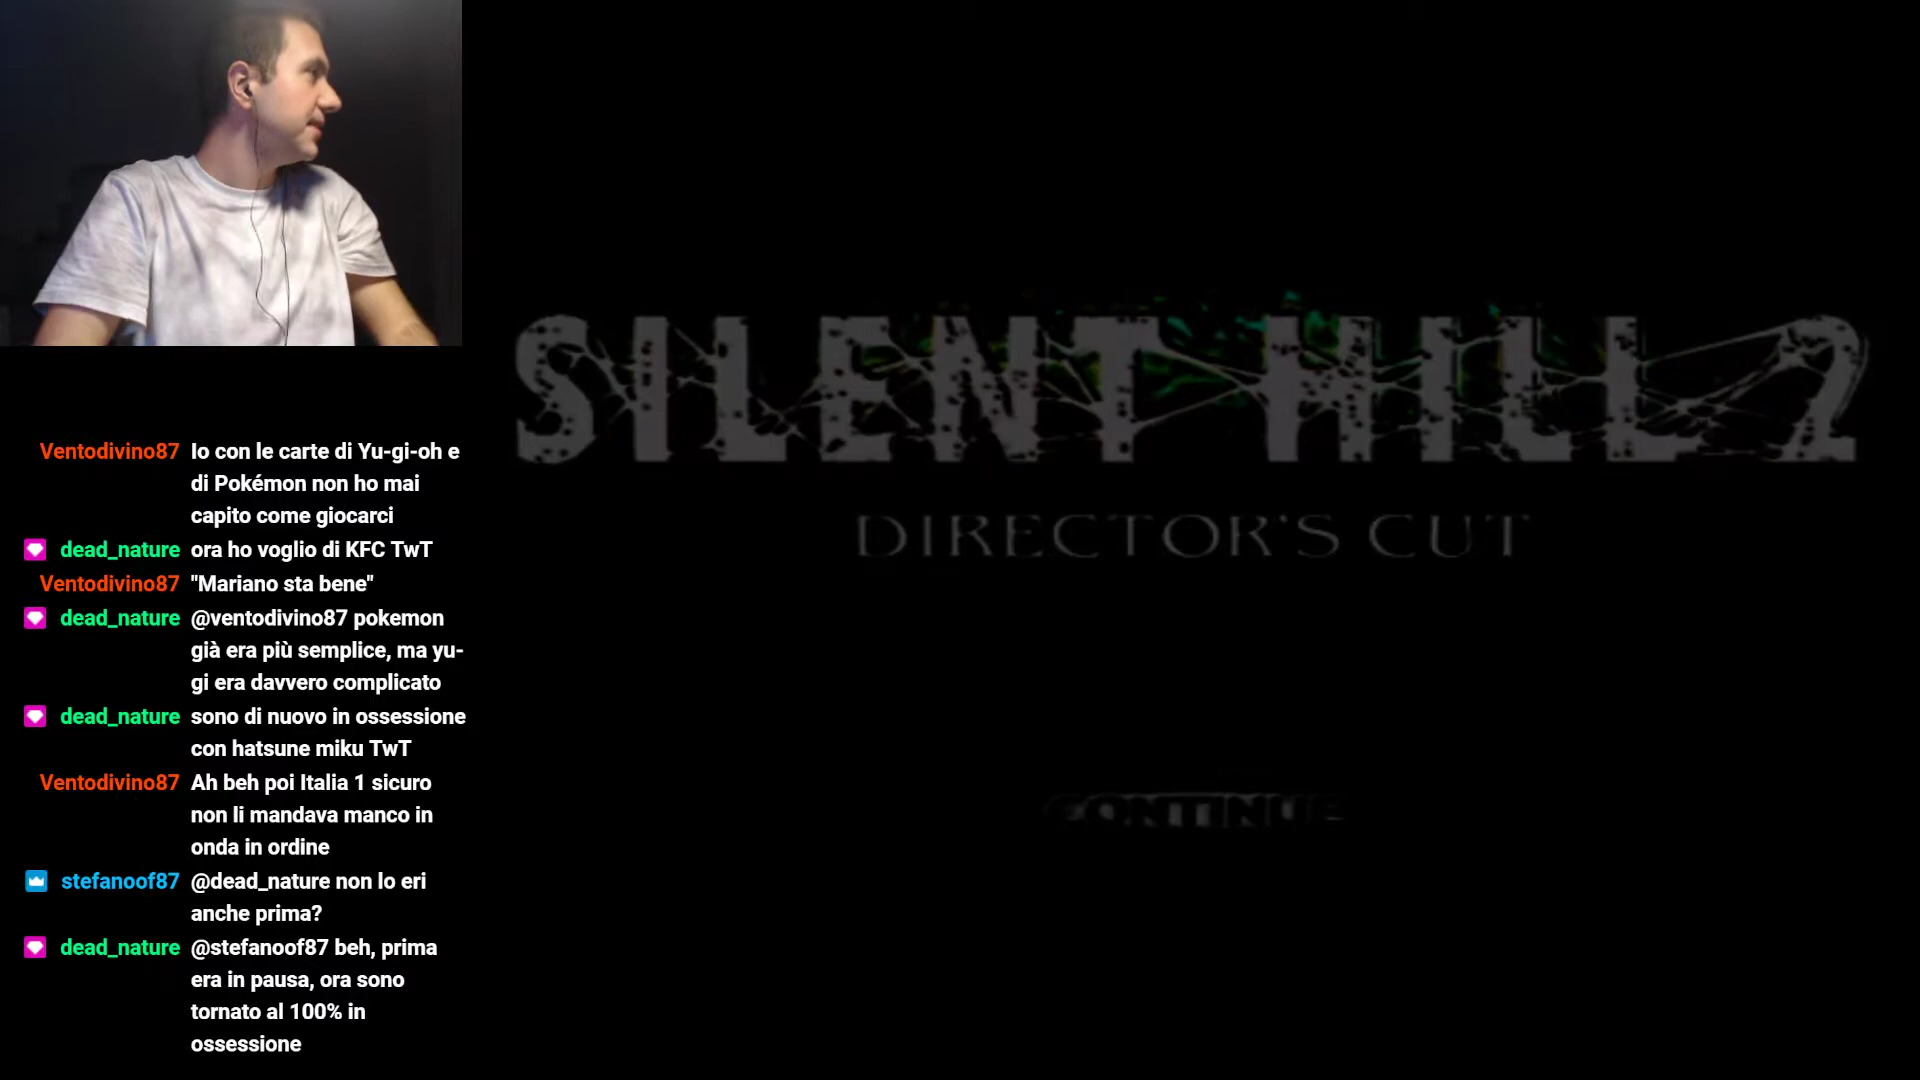 SILENT HILL 2
DIRECTOR'S CUT
CONTINUE
Ventodivino87 Io con le carte di Yu-gi-oh e
di Pokémon non ho mai
capito come giocarci
dead_nature ora ho voglio di KFC TwT
Ventodivino87 "Mariano sta bene"
dead_nature @ventodivino87 pokemon
già era più semplice, ma yu-
gi era davvero complicato
dead_nature sono di nuovo in ossessione
con hatsune miku TwT
Ventodivino87 Ah beh poi Italia 1 sicuro
non li mandava manco in
onda in ordine
stefanoof87 @dead_nature non lo eri
anche prima?
dead_nature @stefanoof87 beh, prima
era in pausa, ora sono
tornato al 100% in
ossessione